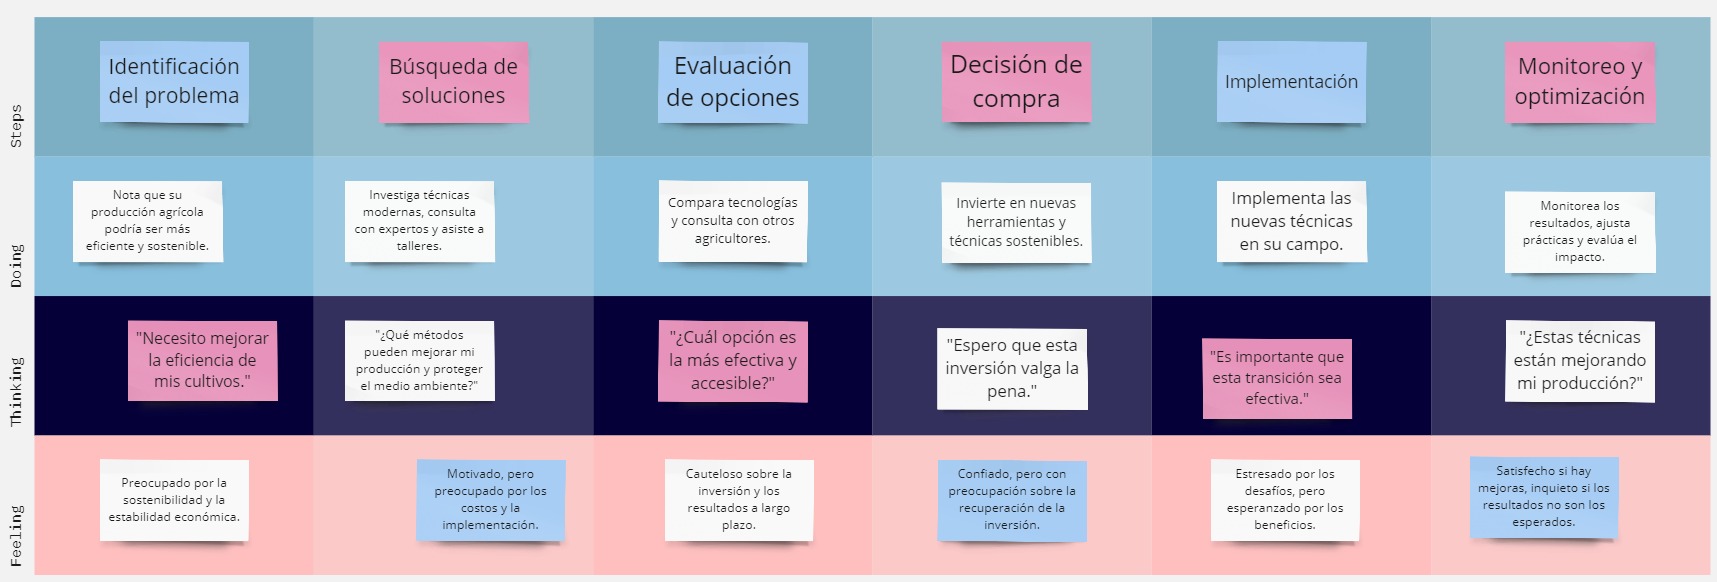 Steps
Identificación
del problema
Búsqueda de
soluciones
Evaluación
de opciones
Decisión de
compra
Implementación
Monitoreo y
optimización
Doing
Nota que su
producción agrícola
podría ser más
eficiente y sostenible.
Investiga técnicas
modernas, consulta
con expertos y asiste a
talleres.
Compara tecnologías
y consulta con otros
agricultores.
Invierte en nuevas
herramientas y
técnicas sostenibles.
Implementa las
nuevas técnicas
en su campo.
Monitorea los
resultados, ajusta
prácticas y evalúa el
impacto.
Thinking
"Necesito mejorar
la eficiencia de
mis cultivos."
"¿Qué métodos
pueden mejorar mi
producción y proteger
el medio ambiente?"
"¿Cuál opción es
la más efectiva y
accesible?"
"Espero que esta
inversión valga la
pena."
"Es importante que
esta transición sea
efectiva."
"¿Estas técnicas
están mejorando
mi producción?"
Feeling
Preocupado por la
sostenibilidad y la
estabilidad económica.
Motivado, pero
preocupado por los
costos y la
implementación.
Cauteloso sobre la
inversión y los
resultados a largo
plazo.
Confiado, pero con
preocupación sobre la
recuperación de la
inversión.
Estresado por los
desafíos, pero
esperanzado por los
beneficios.
Satisfecho si hay
mejoras, inquieto si los
resultados no son los
esperados.